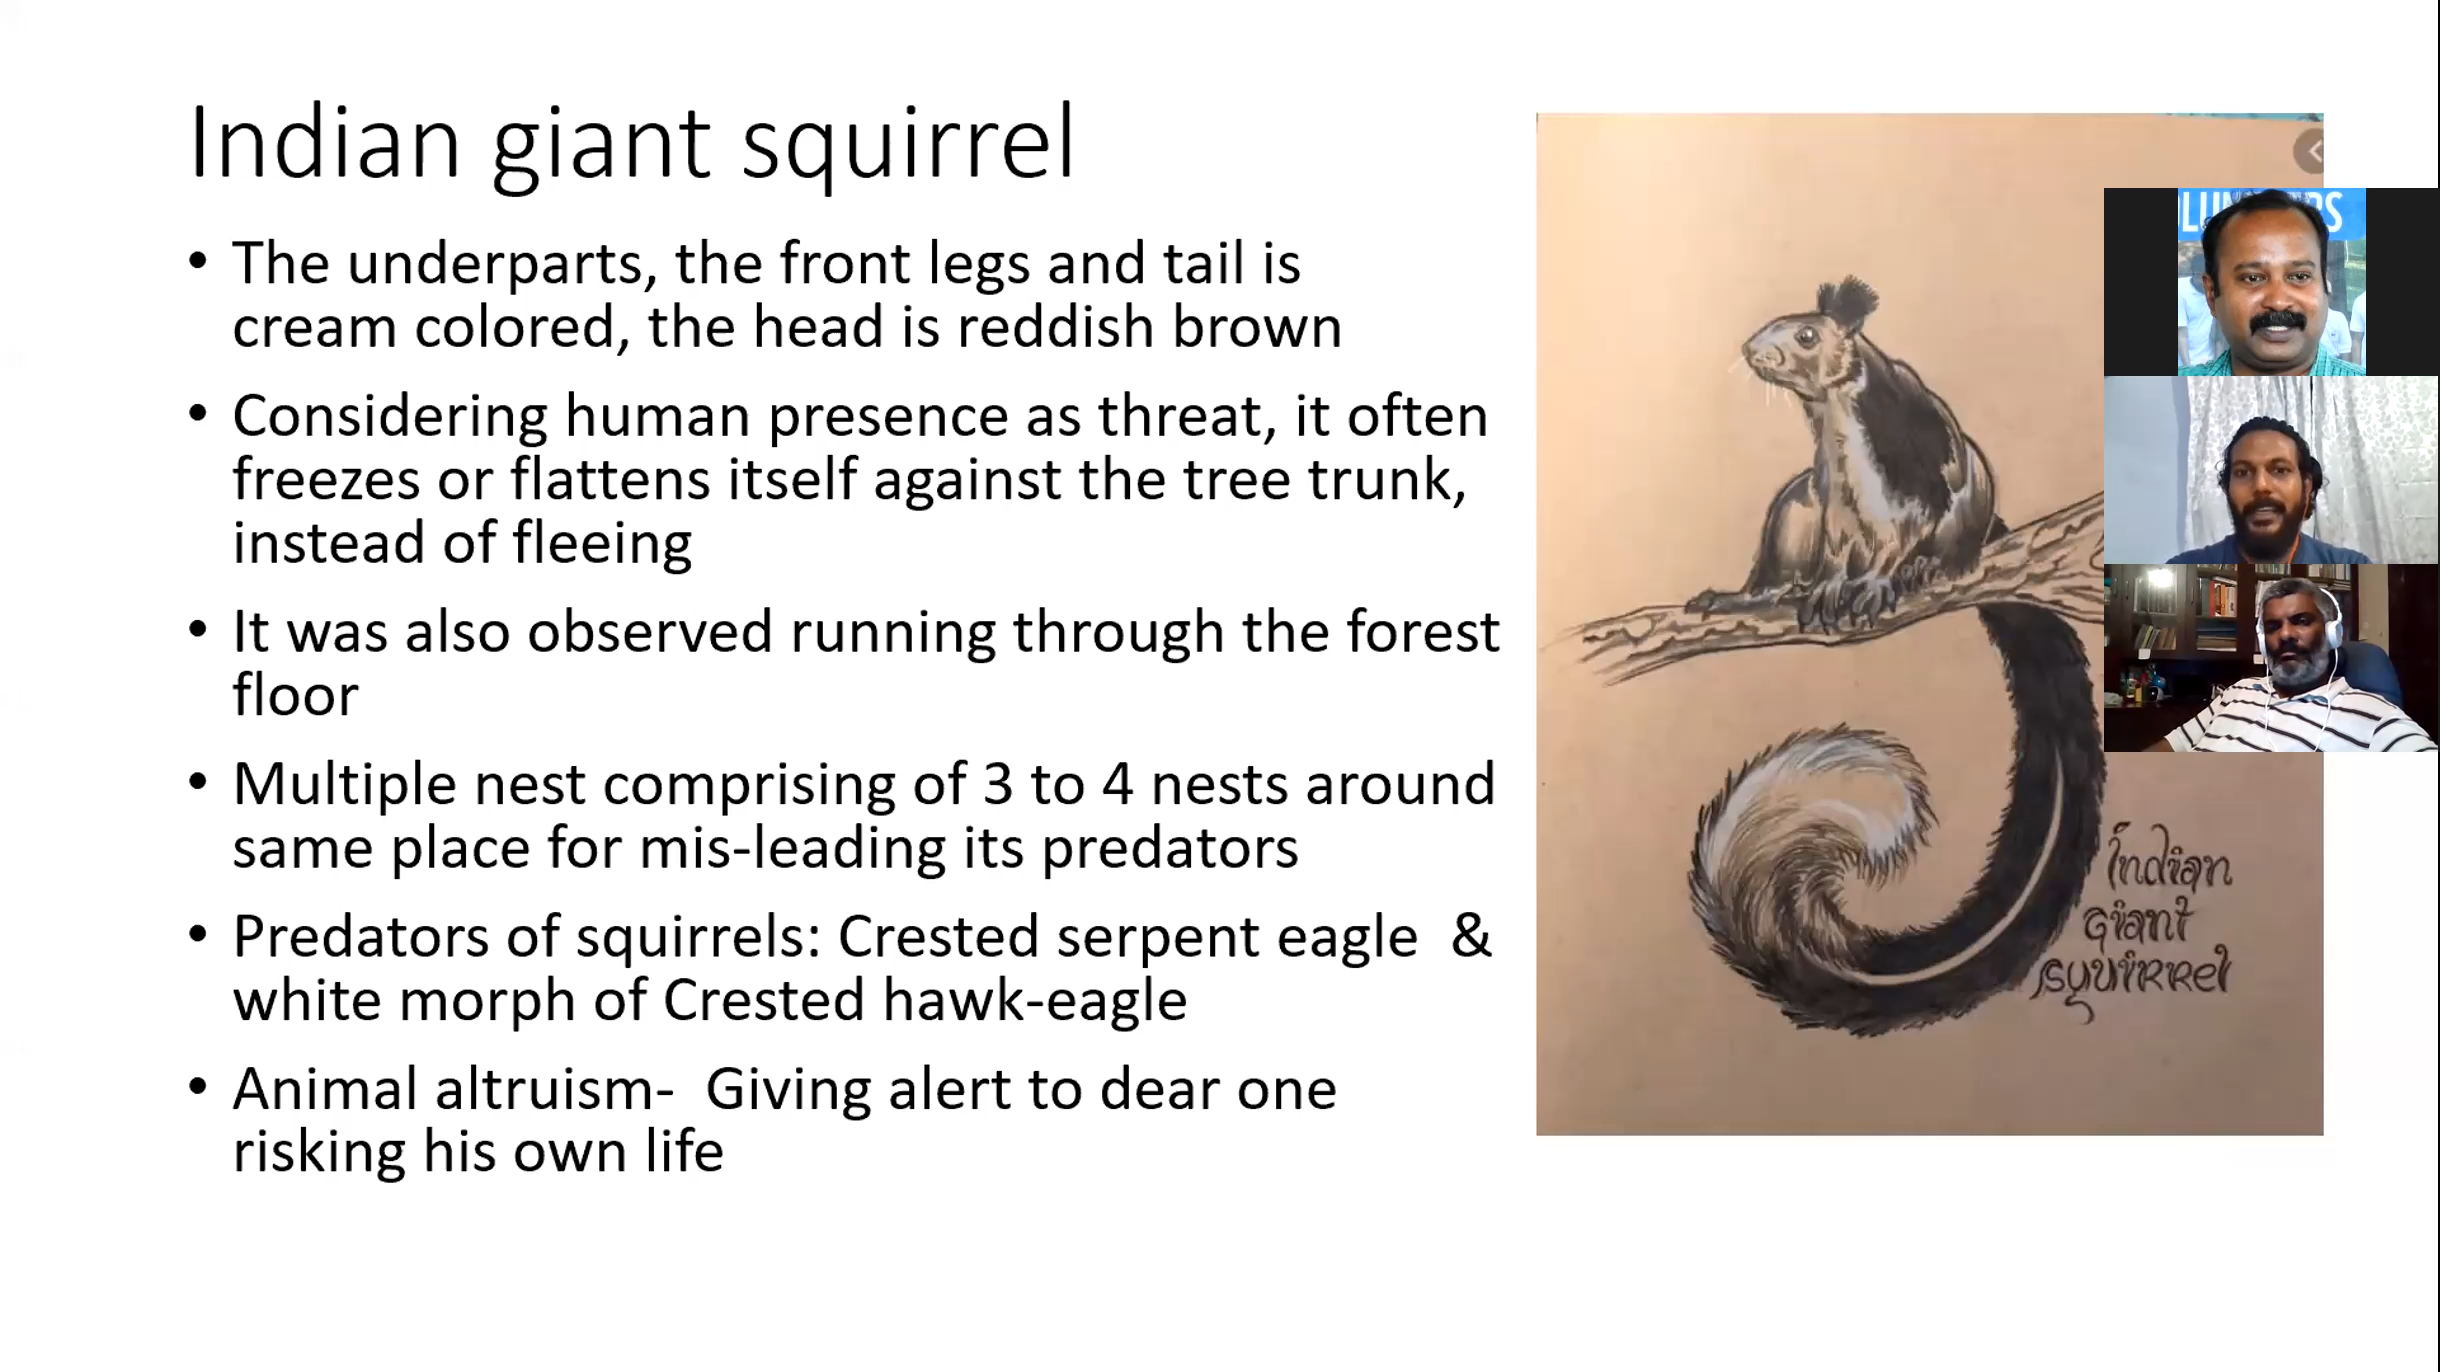 Indian giant squirrel
• The underparts, the front legs and tail is
cream colored, the head is reddish brown
• Considering human presence as threat, it often
freezes or flattens itself against the tree trunk,
instead of fleeing
• It was also observed running through the forest
floor
• Multiple nest comprising of 3 to 4 nests around
same place for mis-leading its predators
• Predators of squirrels: Crested serpent eagle  &
white morph of Crested hawk-eagle
• Animal altruism-  Giving alert to dear one
risking his own life
Indian
Giant
squirrel